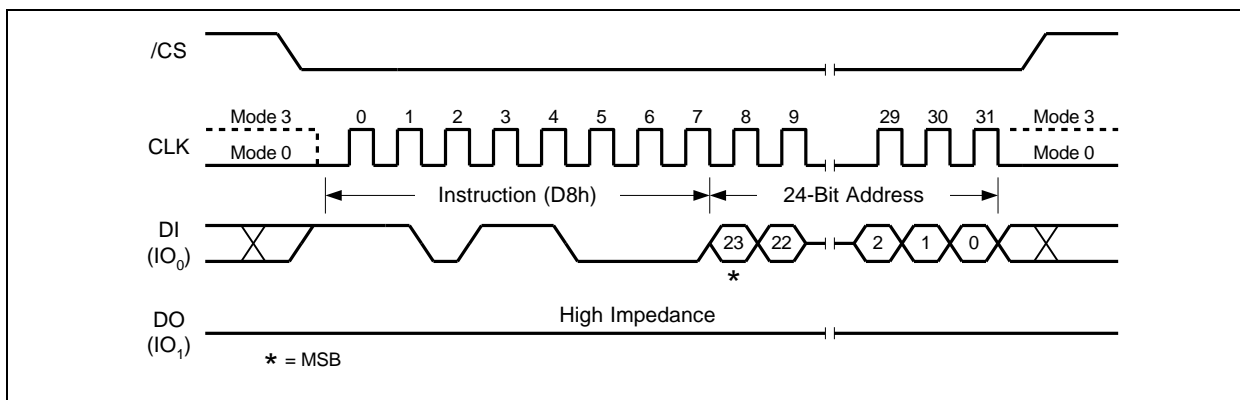 /CS
Mode 3 0 1 2 3 4 5 6 7 8 9 29 30 31 Mode 3
CLK
Mode 0 Mode 0
Instruction (D8h) 24-Bit Address
DI
(IO0)
23 22 2 1 0
*
High Impedance
DO
(IO1)
* = MSB